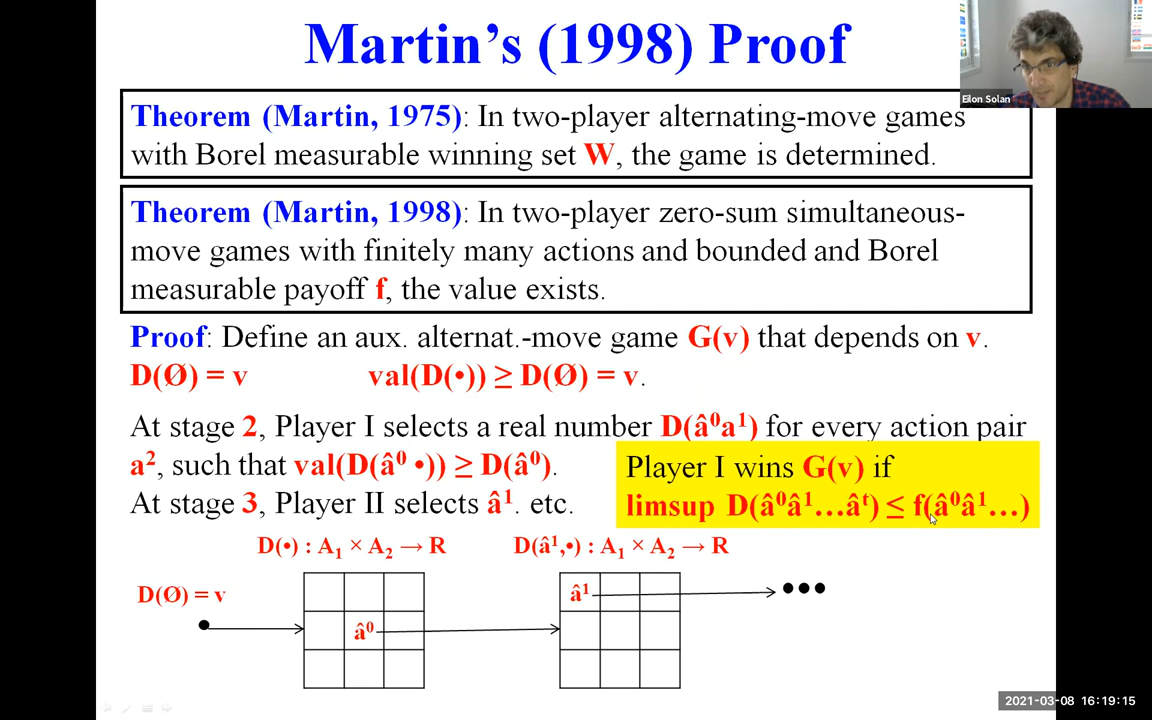 Martin's (1998) Proof
Eilon Solan
Theorem (Martin, 1975): In two-player alternating-move games
with Borel measurable winning set W, the game is determined.
Theorem (Martin, 1998): In two-player zero-sum simultaneous-
move games with finitely many actions and bounded and Borel
measurable payoff f, the value exists.
Proof: Define an aux. alternat.-move game G(v) that depends on v.
D(Ø) = v val(D(•)) ≥ D(Ø) = v.
At stage 2, Player I selects a real number D(â⁰a¹) for every action pair
a², such that val(D(â⁰ •)) ≥ D(â⁰).
At stage 3, Player II selects â¹. etc.
Player I wins G(v) if
limsup D(â⁰â¹…âᵗ) ≤ f(â⁰â¹…)
D(•) : A₁ × A₂ → R D(â¹,•) : A₁ × A₂ → R
D(Ø) = v
â¹
•••
â⁰
2021-03-08 16:19:15